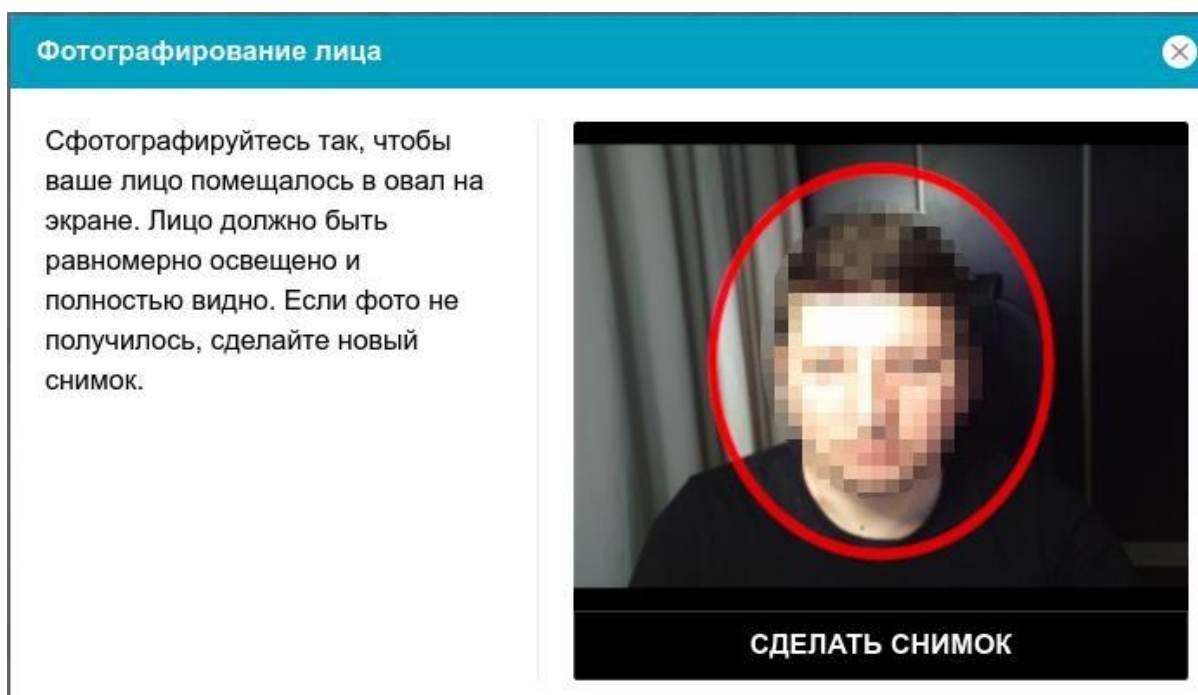 Фотографирование лица
Сфотографируйтесь так, чтобы
ваше лицо помещалось в овал на
экране. Лицо должно быть
равномерно освещено и
полностью видно. Если фото не
получилось, сделайте новый
снимок.
СДЕЛАТЬ СНИМОК